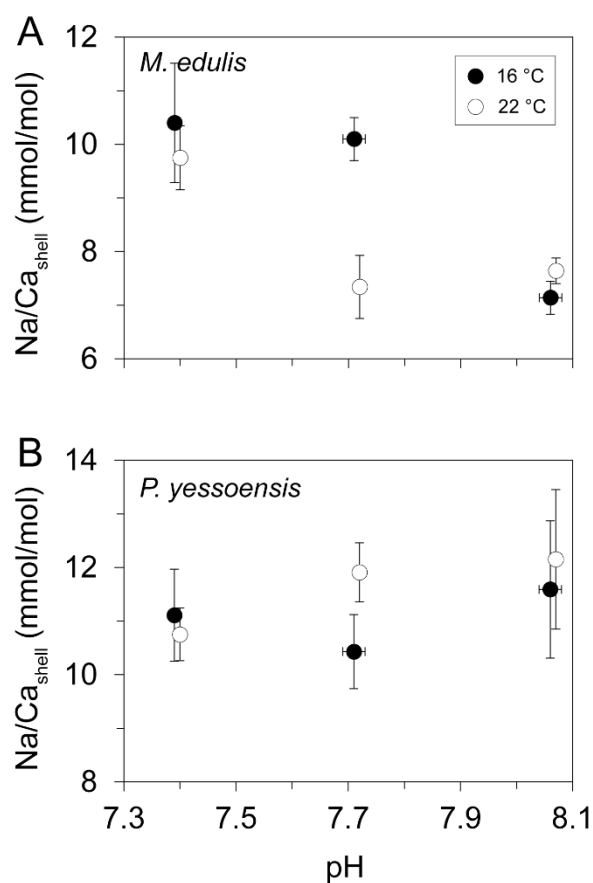 A
M. edulis
16 °C
22 °C
12
10
8
6
Na/Ca_shell (mmol/mol)
B
P. yessoensis
14
12
10
8
Na/Ca_shell (mmol/mol)
7.3 7.5 7.7 7.9 8.1
pH